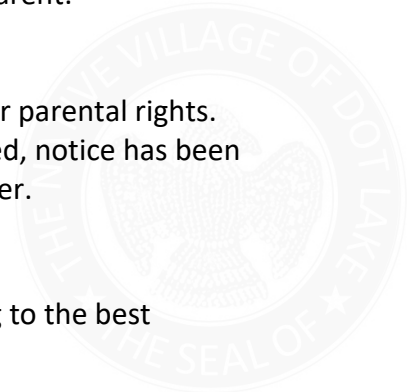 arent.
r parental rights.
ed, notice has been
er.
g to the best
THE NATIVE VILLAGE OF DOT LAKE
★ THE SEAL OF ★